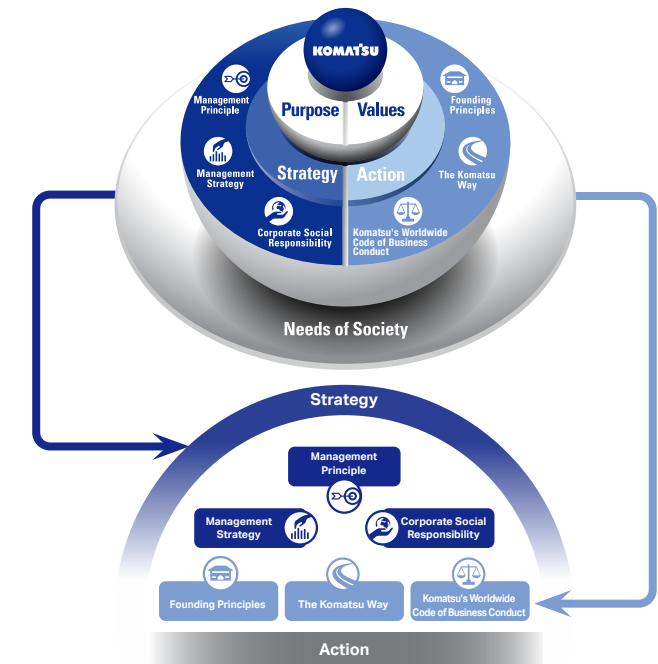 KOMATSU
Purpose
Values
Management
Principle
Founding
Principles
Strategy
Action
Management
Strategy
The Komatsu
Way
Corporate Social
Responsibility
Komatsu's Worldwide
Code of Business
Conduct
Needs of Society
Strategy
Management
Principle
Management
Strategy
Corporate Social
Responsibility
Founding Principles
The Komatsu Way
Komatsu's Worldwide
Code of Business Conduct
Action